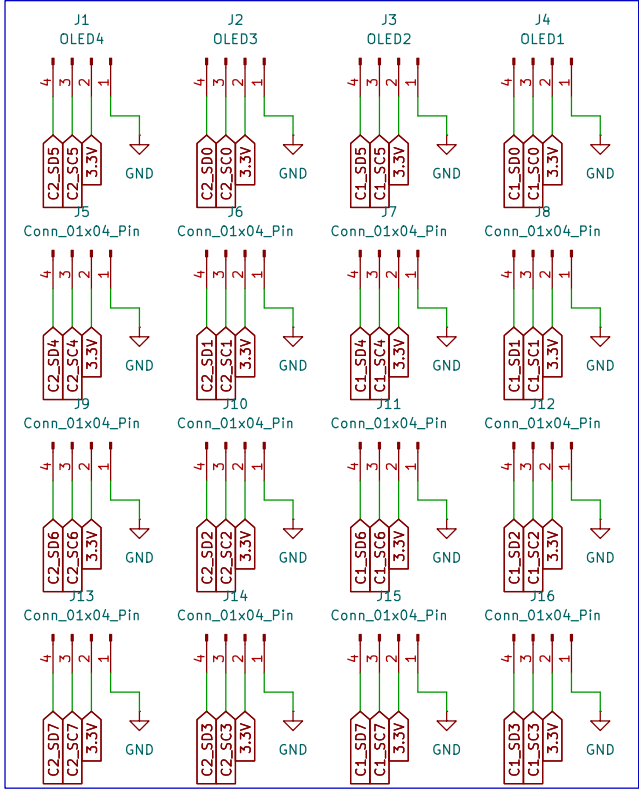 J1 J2 J3 J4
OLED4 OLED3 OLED2 OLED1
4 3 2 1 4 3 2 1 4 3 2 1 4 3 2 1
C2_SD5 C2_SC5 3.3V GND C2_SD0 C2_SC0 3.3V GND C1_SD5 C1_SC5 3.3V GND C1_SD0 C1_SC0 3.3V GND
J5 J6 J7 J8
Conn_01x04_Pin Conn_01x04_Pin Conn_01x04_Pin Conn_01x04_Pin
4 3 2 1 4 3 2 1 4 3 2 1 4 3 2 1
C2_SD4 C2_SC4 3.3V GND C2_SD1 C2_SC1 3.3V GND C1_SD4 C1_SC4 3.3V GND C1_SD1 C1_SC1 3.3V GND
J9 J10 J11 J12
Conn_01x04_Pin Conn_01x04_Pin Conn_01x04_Pin Conn_01x04_Pin
4 3 2 1 4 3 2 1 4 3 2 1 4 3 2 1
C2_SD6 C2_SC6 3.3V GND C2_SD2 C2_SC2 3.3V GND C1_SD6 C1_SC6 3.3V GND C1_SD2 C1_SC2 3.3V GND
J13 J14 J15 J16
Conn_01x04_Pin Conn_01x04_Pin Conn_01x04_Pin Conn_01x04_Pin
4 3 2 1 4 3 2 1 4 3 2 1 4 3 2 1
C2_SD7 C2_SC7 3.3V GND C2_SD3 C2_SC3 3.3V GND C1_SD7 C1_SC7 3.3V GND C1_SD3 C1_SC3 3.3V GND